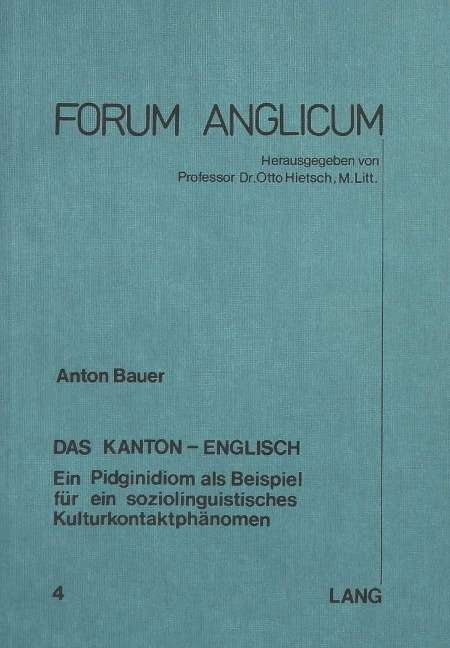 FORUM ANGLICUM
Herausgegeben von
Professor Dr. Otto Hietsch, M. Litt.
Anton Bauer
DAS KANTON – ENGLISCH
Ein Pidginidiom als Beispiel
für ein soziolinguistisches
Kulturkontaktphänomen
4 LANG